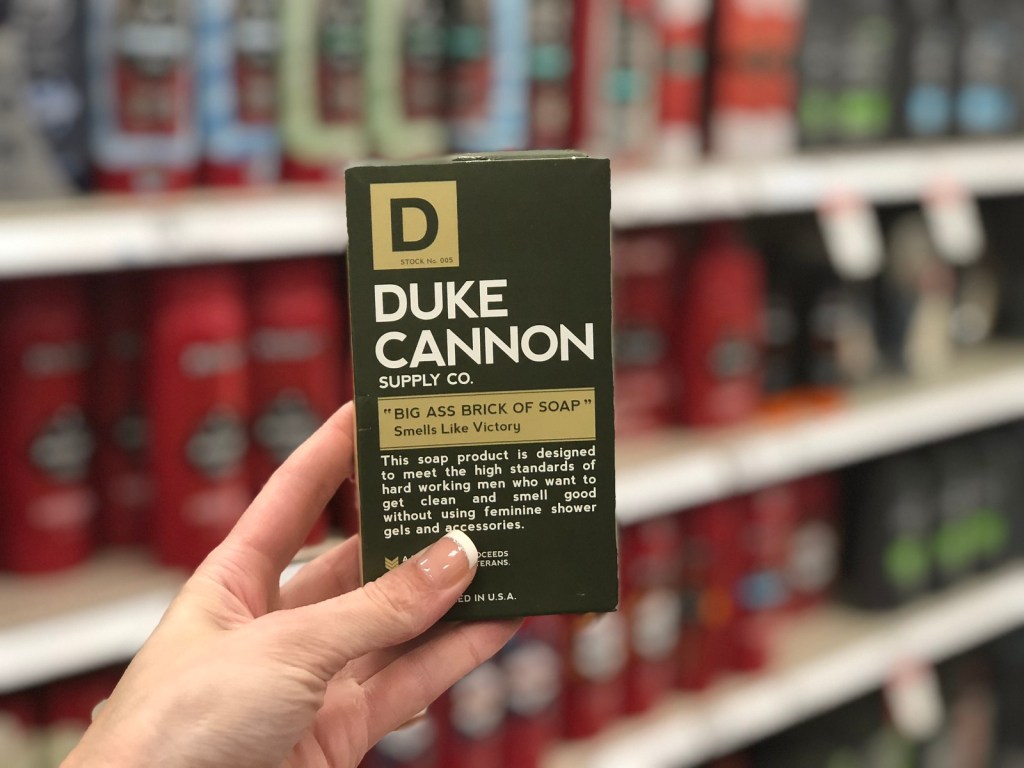 D
STOCK No. 005
DUKE
CANNON
SUPPLY CO.
"BIG ASS BRICK OF SOAP"
Smells Like Victory
This soap product is designed
to meet the high standards of
hard working men who want to
get clean and smell good
without using feminine shower
gels and accessories.
IN U.S.A.